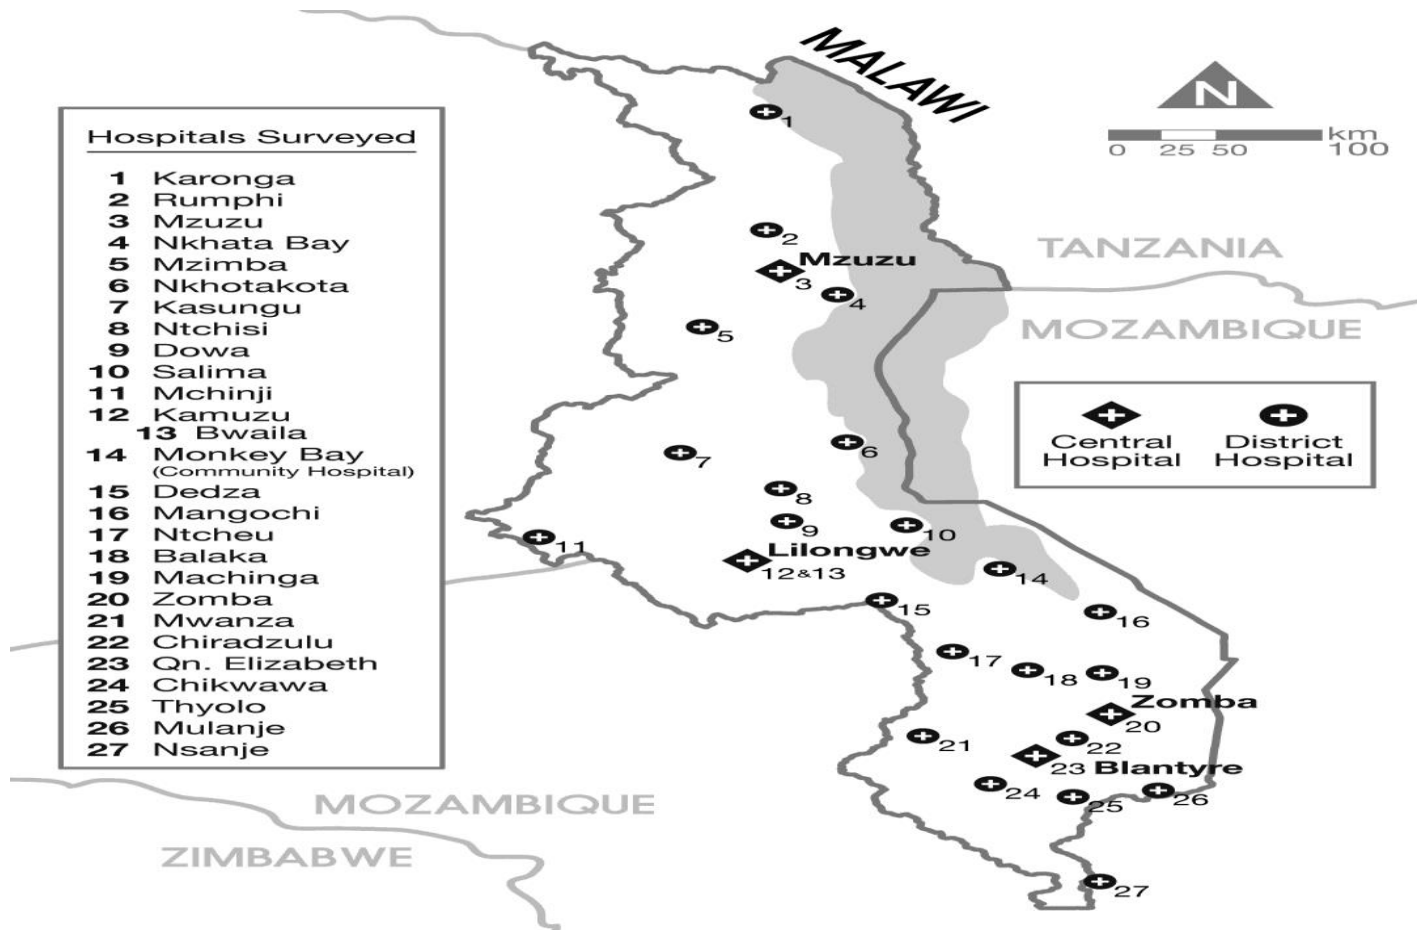 MALAWI
N
km
0 25 50 100
Hospitals Surveyed
1 Karonga
2 Rumphi
3 Mzuzu
4 Nkhata Bay
5 Mzimba
6 Nkhotakota
7 Kasungu
8 Ntchisi
9 Dowa
10 Salima
11 Mchinji
12 Kamuzu
13 Bwaila
14 Monkey Bay
(Community Hospital)
15 Dedza
16 Mangochi
17 Ntcheu
18 Balaka
19 Machinga
20 Zomba
21 Mwanza
22 Chiradzulu
23 Qn. Elizabeth
24 Chikwawa
25 Thyolo
26 Mulanje
27 Nsanje
1
2
Mzuzu
3
4
5
6
7
8
9
10
11
Lilongwe
12&13
14
15
16
17
18
19
Zomba
20
21
22
23 Blantyre
24
25
26
27
TANZANIA
MOZAMBIQUE
Central
Hospital
District
Hospital
MOZAMBIQUE
ZIMBABWE